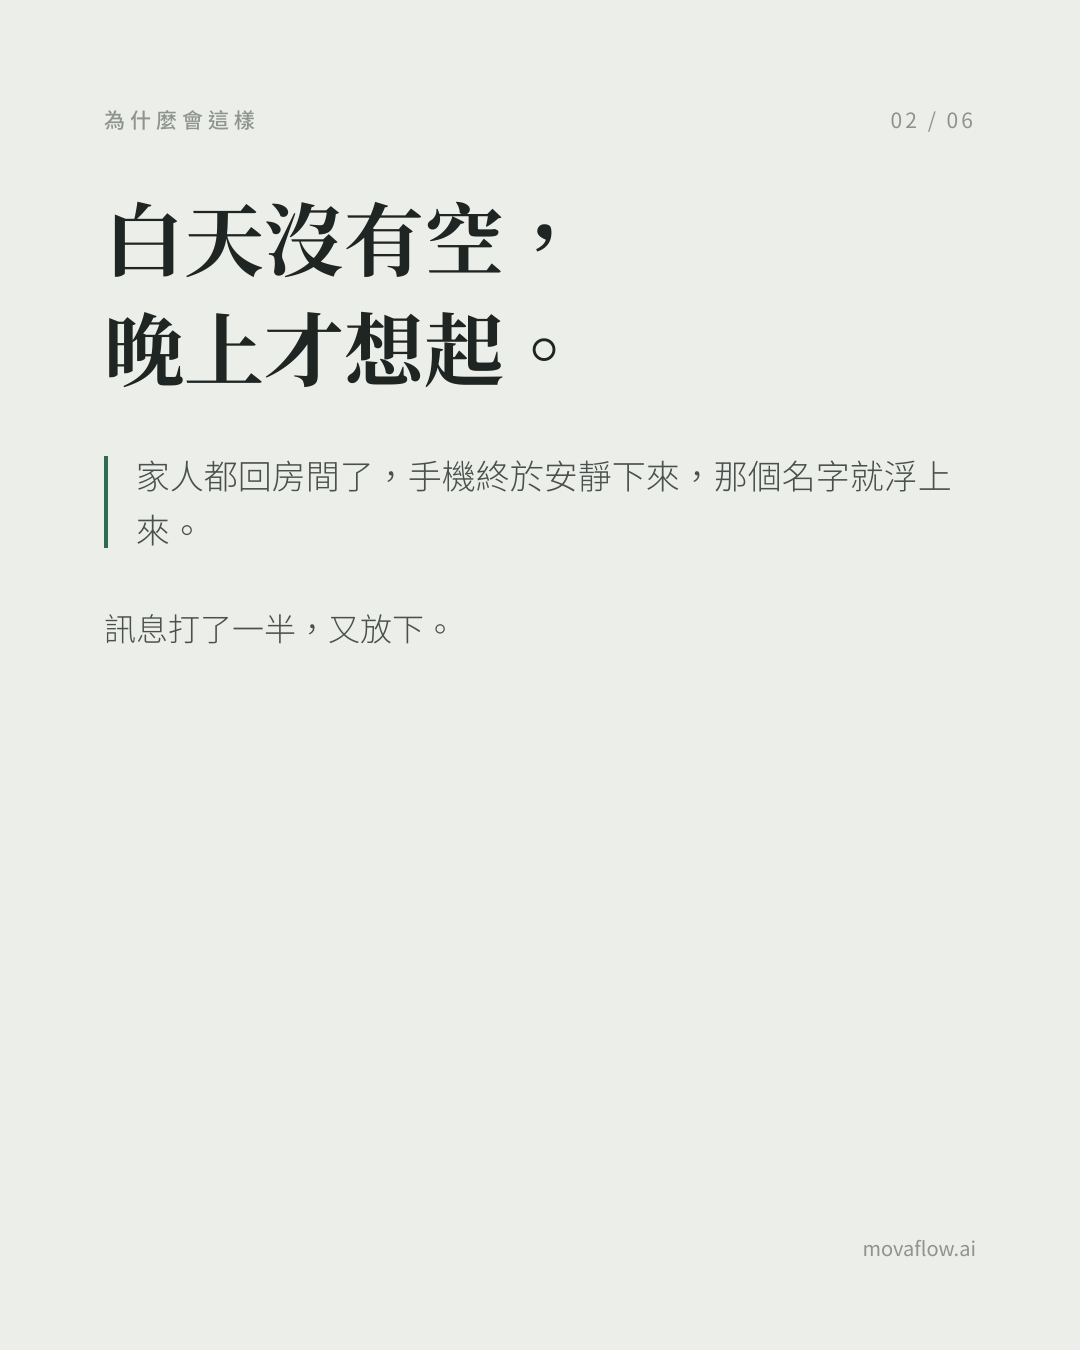 為什麼會這樣
02 / 06
白天沒有空，
晚上才想起。
家人都回房間了，手機終於安靜下來，那個名字就浮上
來。
訊息打了一半，又放下。
movaflow.ai